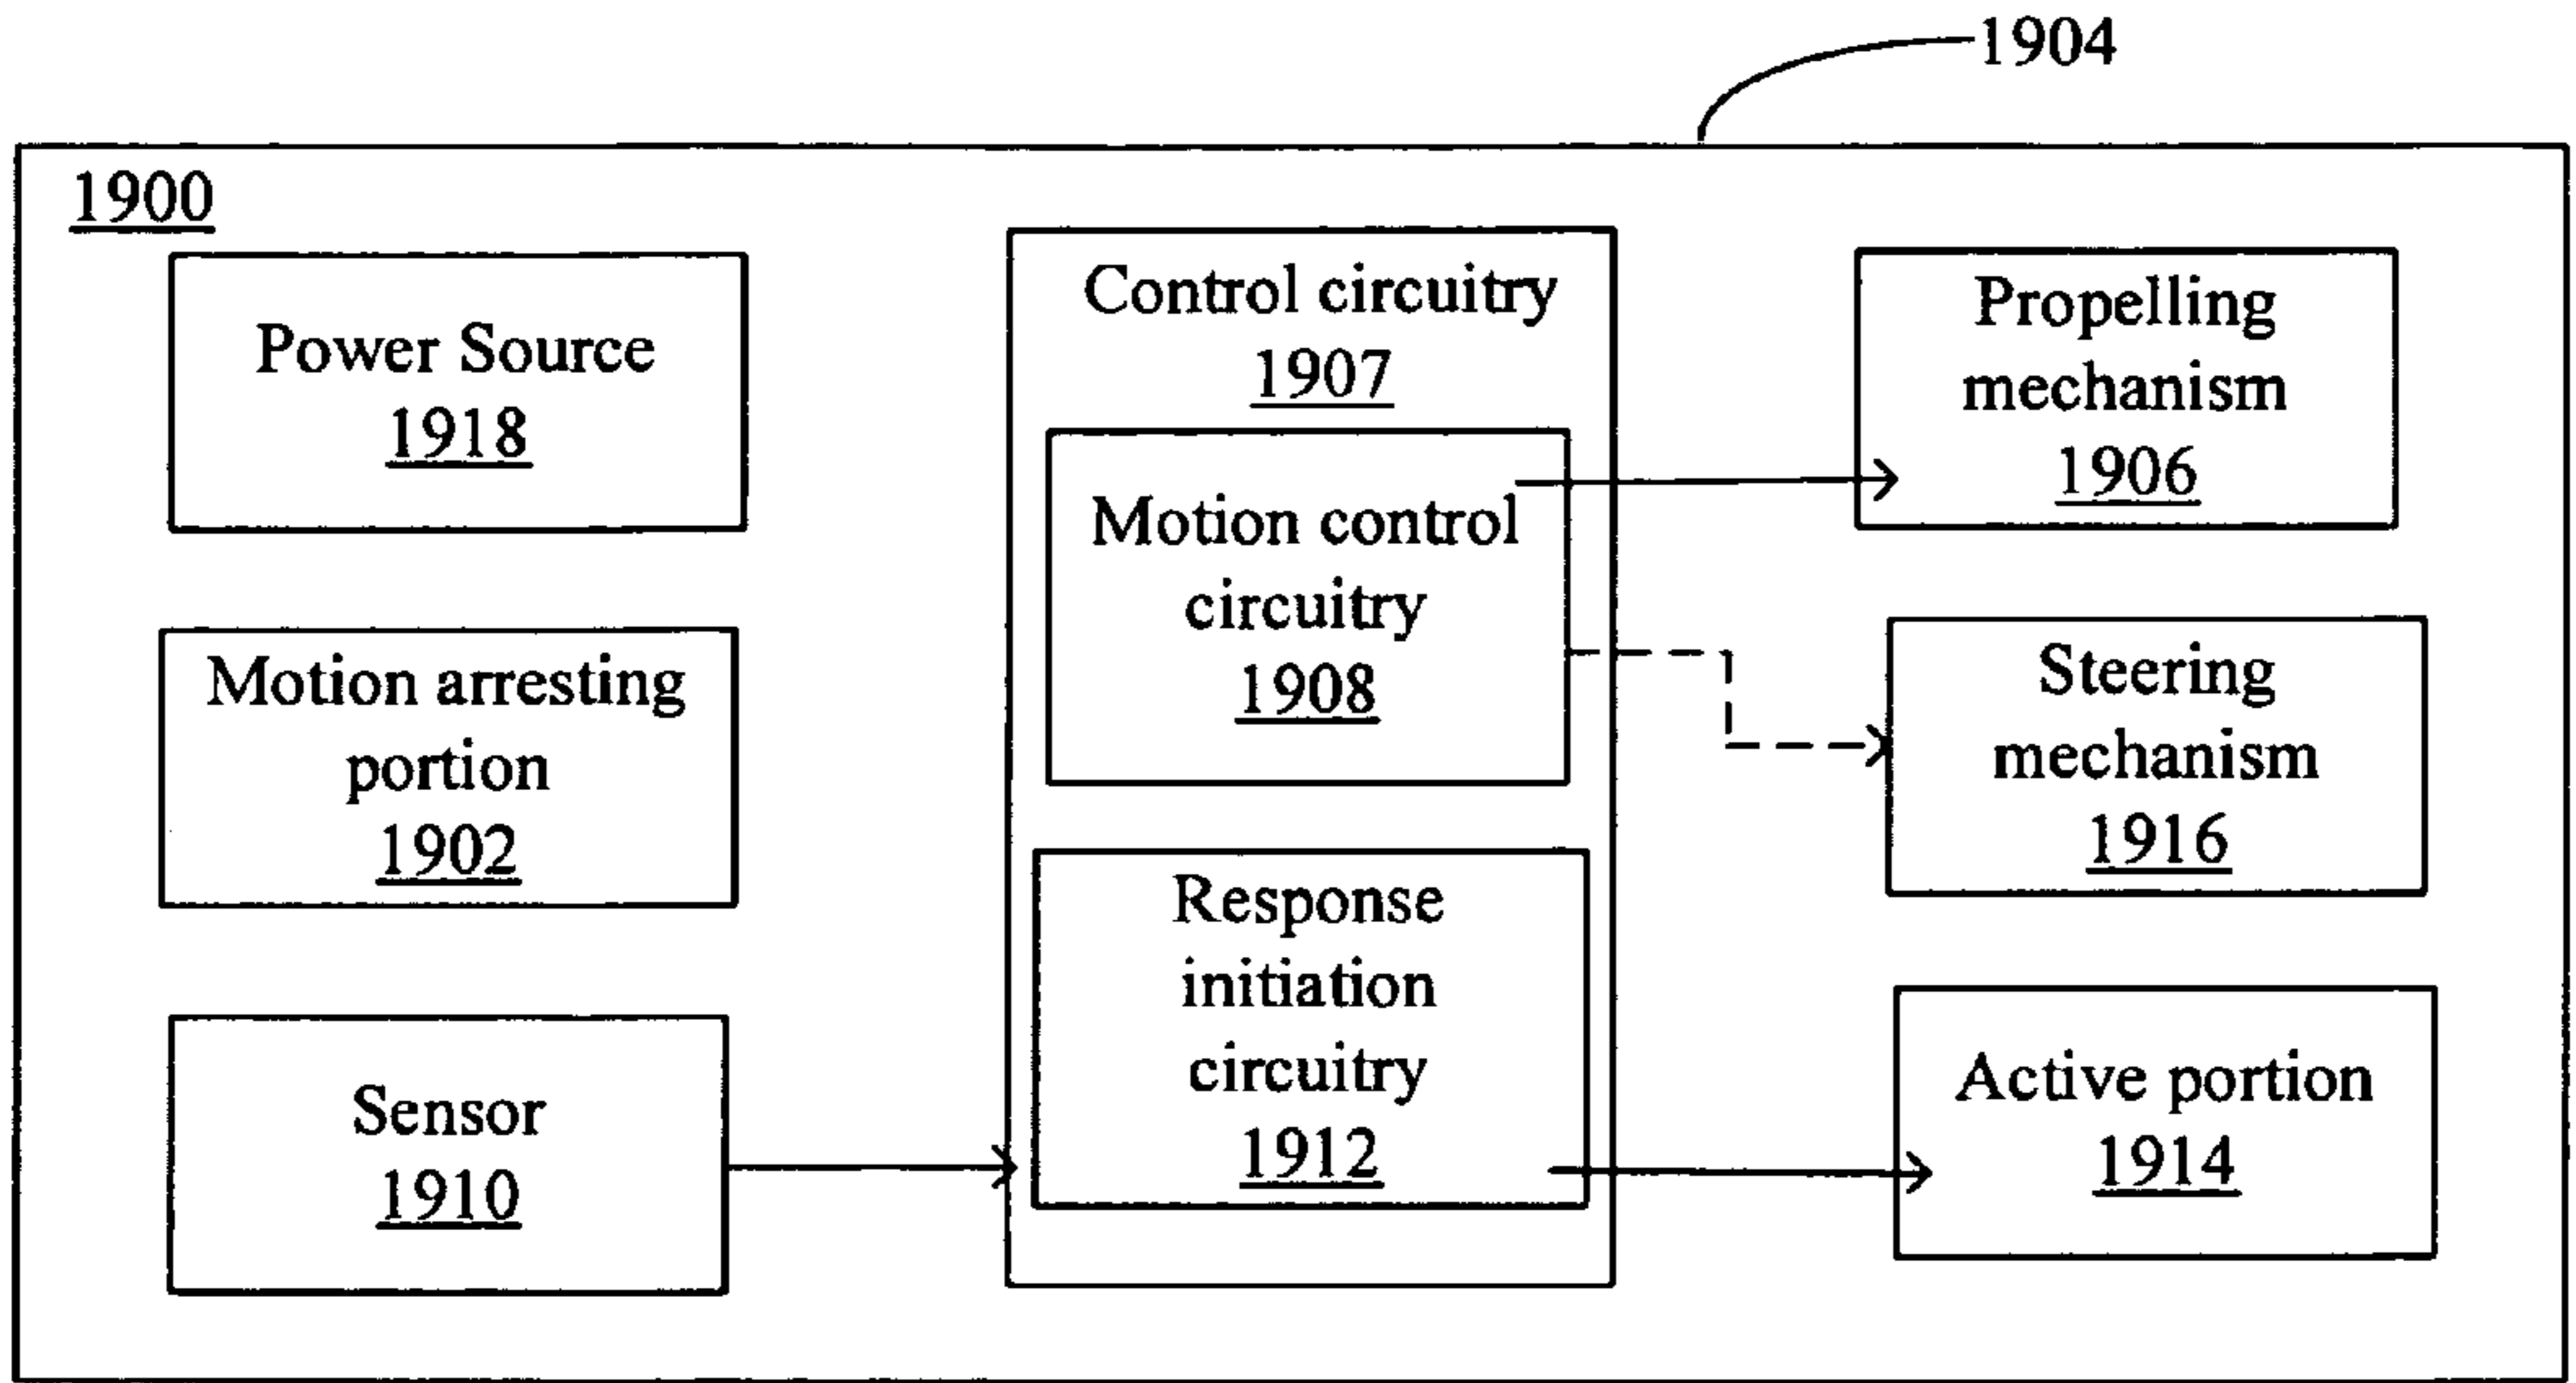 1904
1900
Power Source
1918
Motion arresting
portion
1902
Sensor
1910
Control circuitry
1907
Motion control
circuitry
1908
Response
initiation
circuitry
1912
Propelling
mechanism
1906
Steering
mechanism
1916
Active portion
1914